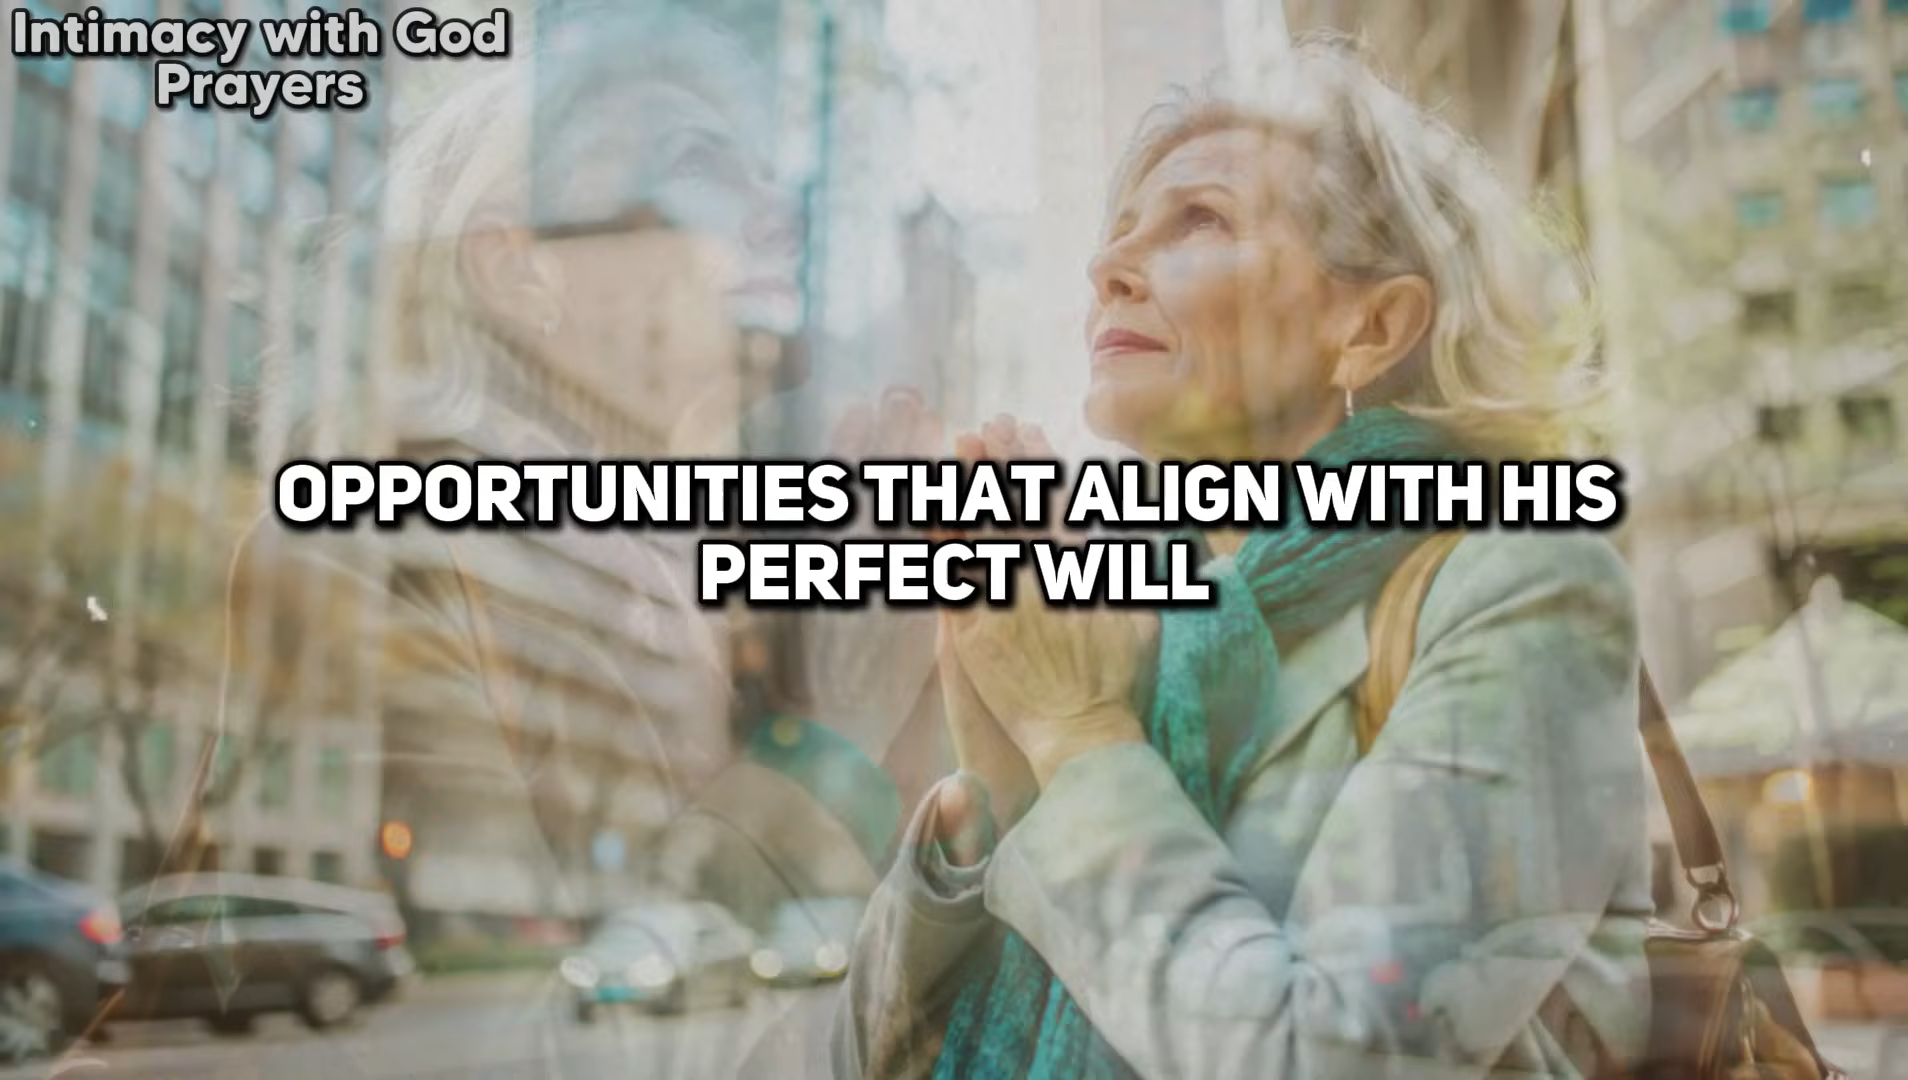 Intimacy with God
Prayers
OPPORTUNITIES THAT ALIGN WITH HIS
PERFECT WILL